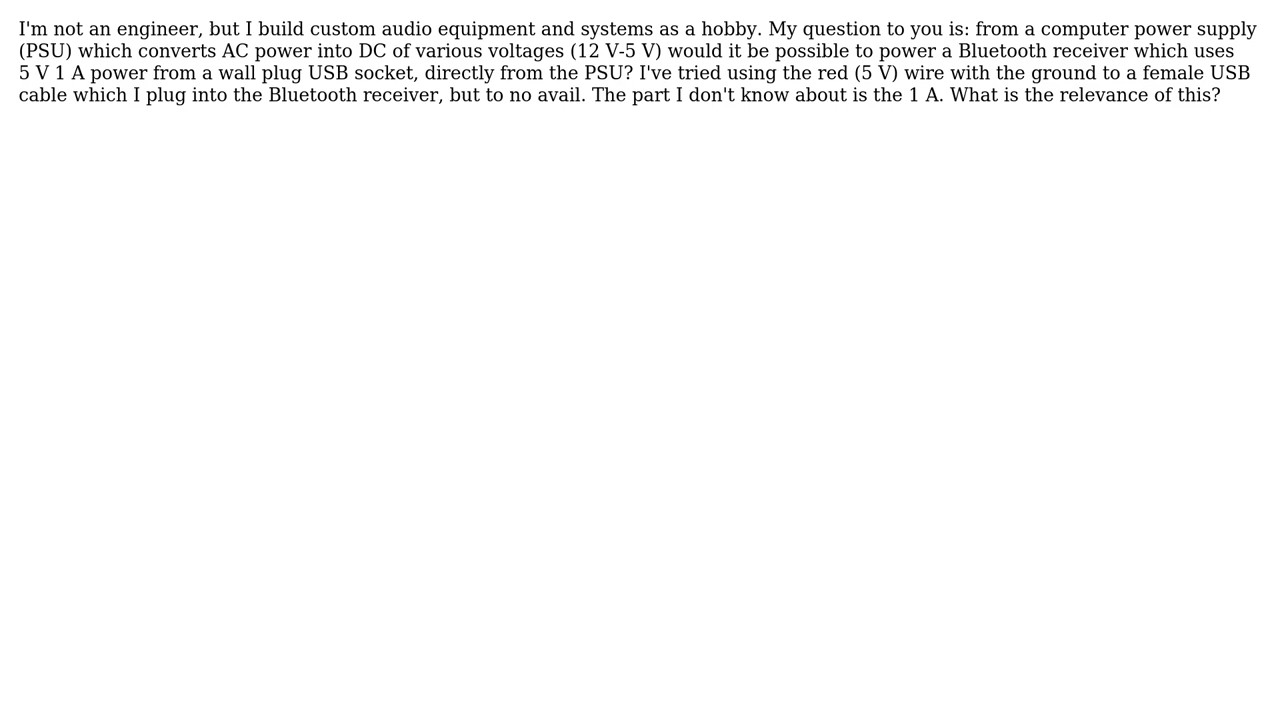 I'm not an engineer, but I build custom audio equipment and systems as a hobby. My question to you is: from a computer power supply
(PSU) which converts AC power into DC of various voltages (12 V-5 V) would it be possible to power a Bluetooth receiver which uses
5 V 1 A power from a wall plug USB socket, directly from the PSU? I've tried using the red (5 V) wire with the ground to a female USB
cable which I plug into the Bluetooth receiver, but to no avail. The part I don't know about is the 1 A. What is the relevance of this?